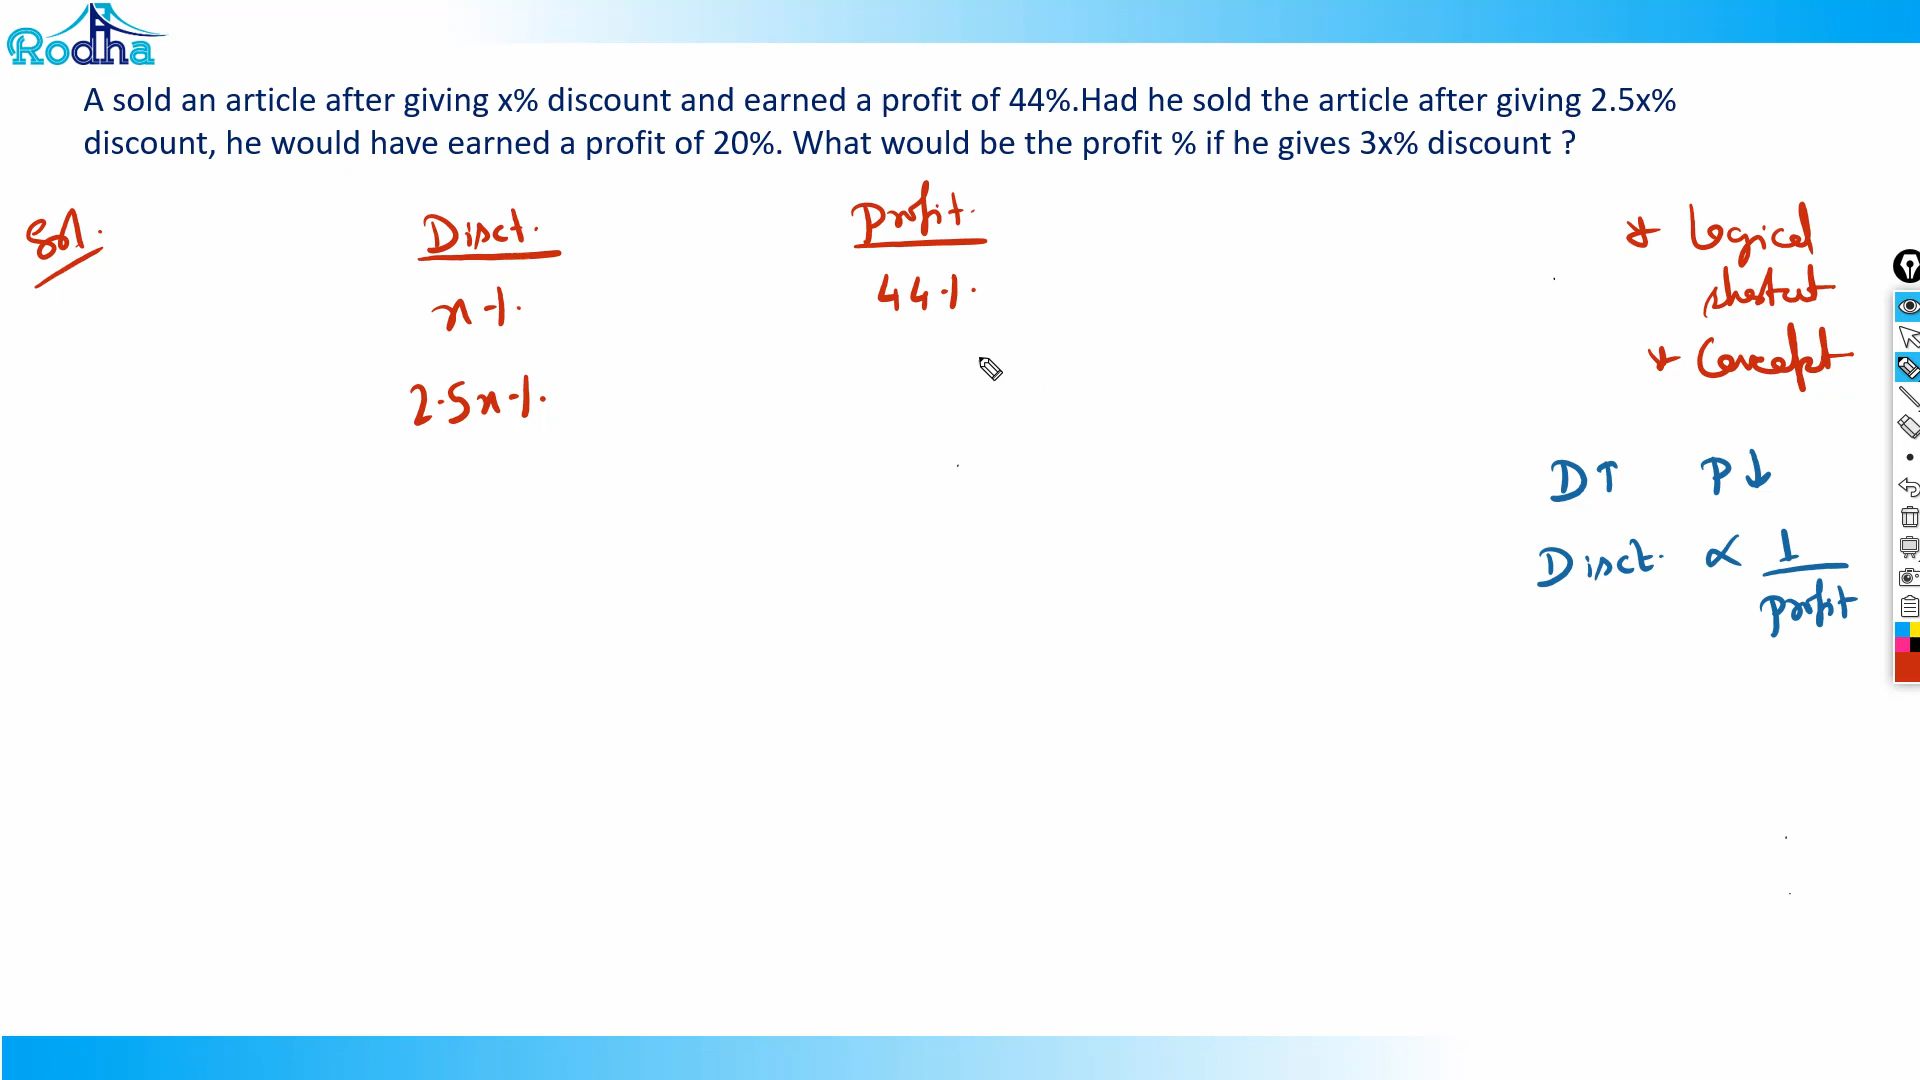 Rodha
A sold an article after giving x% discount and earned a profit of 44%.Had he sold the article after giving 2.5x%
discount, he would have earned a profit of 20%. What would be the profit % if he gives 3x% discount ?
Sol.
Disct.
Profit.
* Logical
shortcut
* Concept
x%
44%
2.5x%
D↑ P↓
Disct. ∝ 1/profit